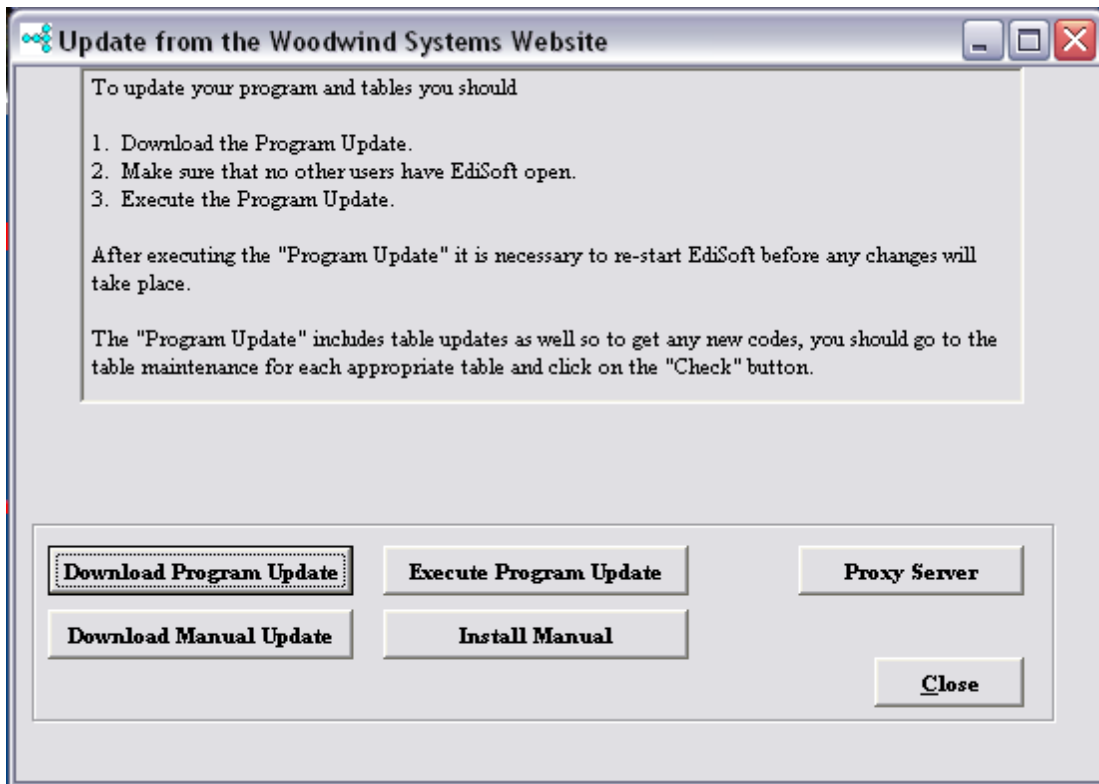 Update from the Woodwind Systems Website
To update your program and tables you should
1. Download the Program Update.
2. Make sure that no other users have EdiSoft open.
3. Execute the Program Update.
After executing the "Program Update" it is necessary to re-start EdiSoft before any changes will
take place.
The "Program Update" includes table updates as well so to get any new codes, you should go to the
table maintenance for each appropriate table and click on the "Check" button.
Download Program Update
Execute Program Update
Proxy Server
Download Manual Update
Install Manual
Close